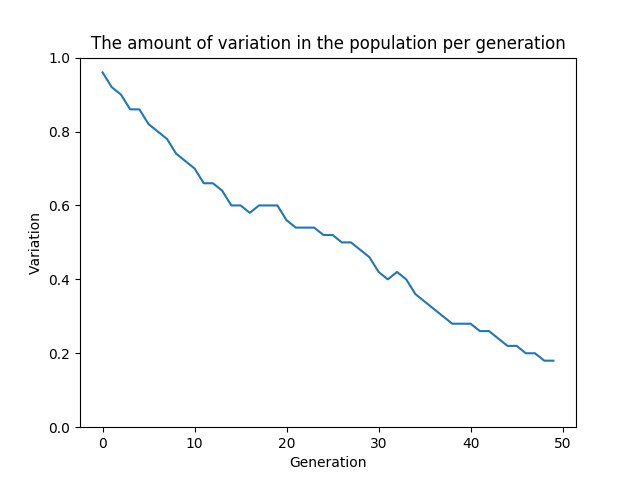 The amount of variation in the population per generation
1.0
0.8
0.6
0.4
0.2
0.0
Variation
0 10 20 30 40 50
Generation